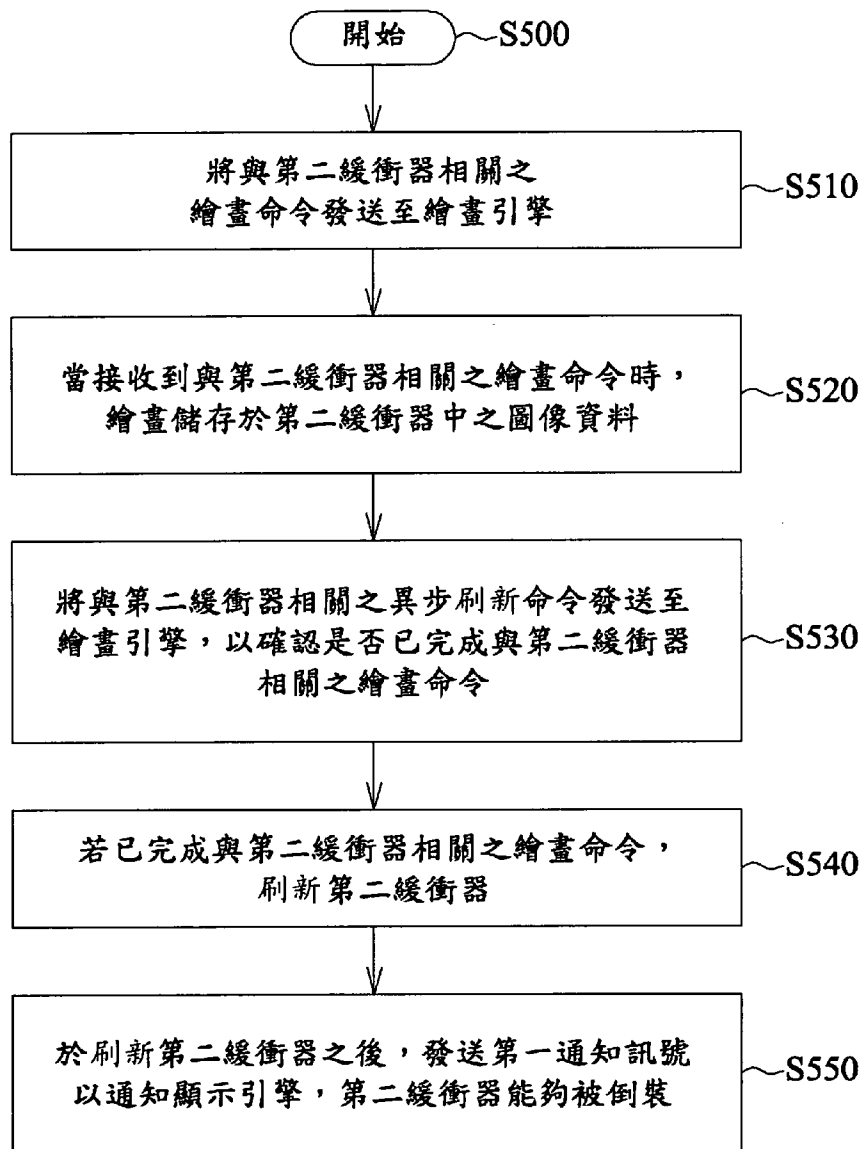 開始
S500
將與第二緩衝器相關之
繪畫命令發送至繪畫引擎
S510
當接收到與第二緩衝器相關之繪畫命令時，
繪畫儲存於第二緩衝器中之圖像資料
S520
將與第二緩衝器相關之異步刷新命令發送至
繪畫引擎，以確認是否已完成與第二緩衝器
相關之繪畫命令
S530
若已完成與第二緩衝器相關之繪畫命令，
刷新第二緩衝器
S540
於刷新第二緩衝器之後，發送第一通知訊號
以通知顯示引擎，第二緩衝器能夠被倒裝
S550